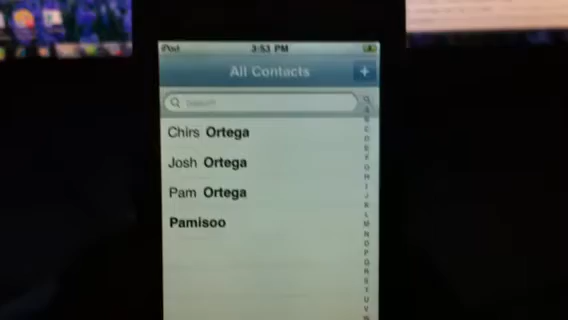 iPod 3:53 PM
All Contacts +
Search
Chirs Ortega
Josh Ortega
Pam Ortega
Pamisoo
A
B
C
D
E
F
G
H
I
J
K
L
M
N
O
P
Q
R
S
T
U
V
W